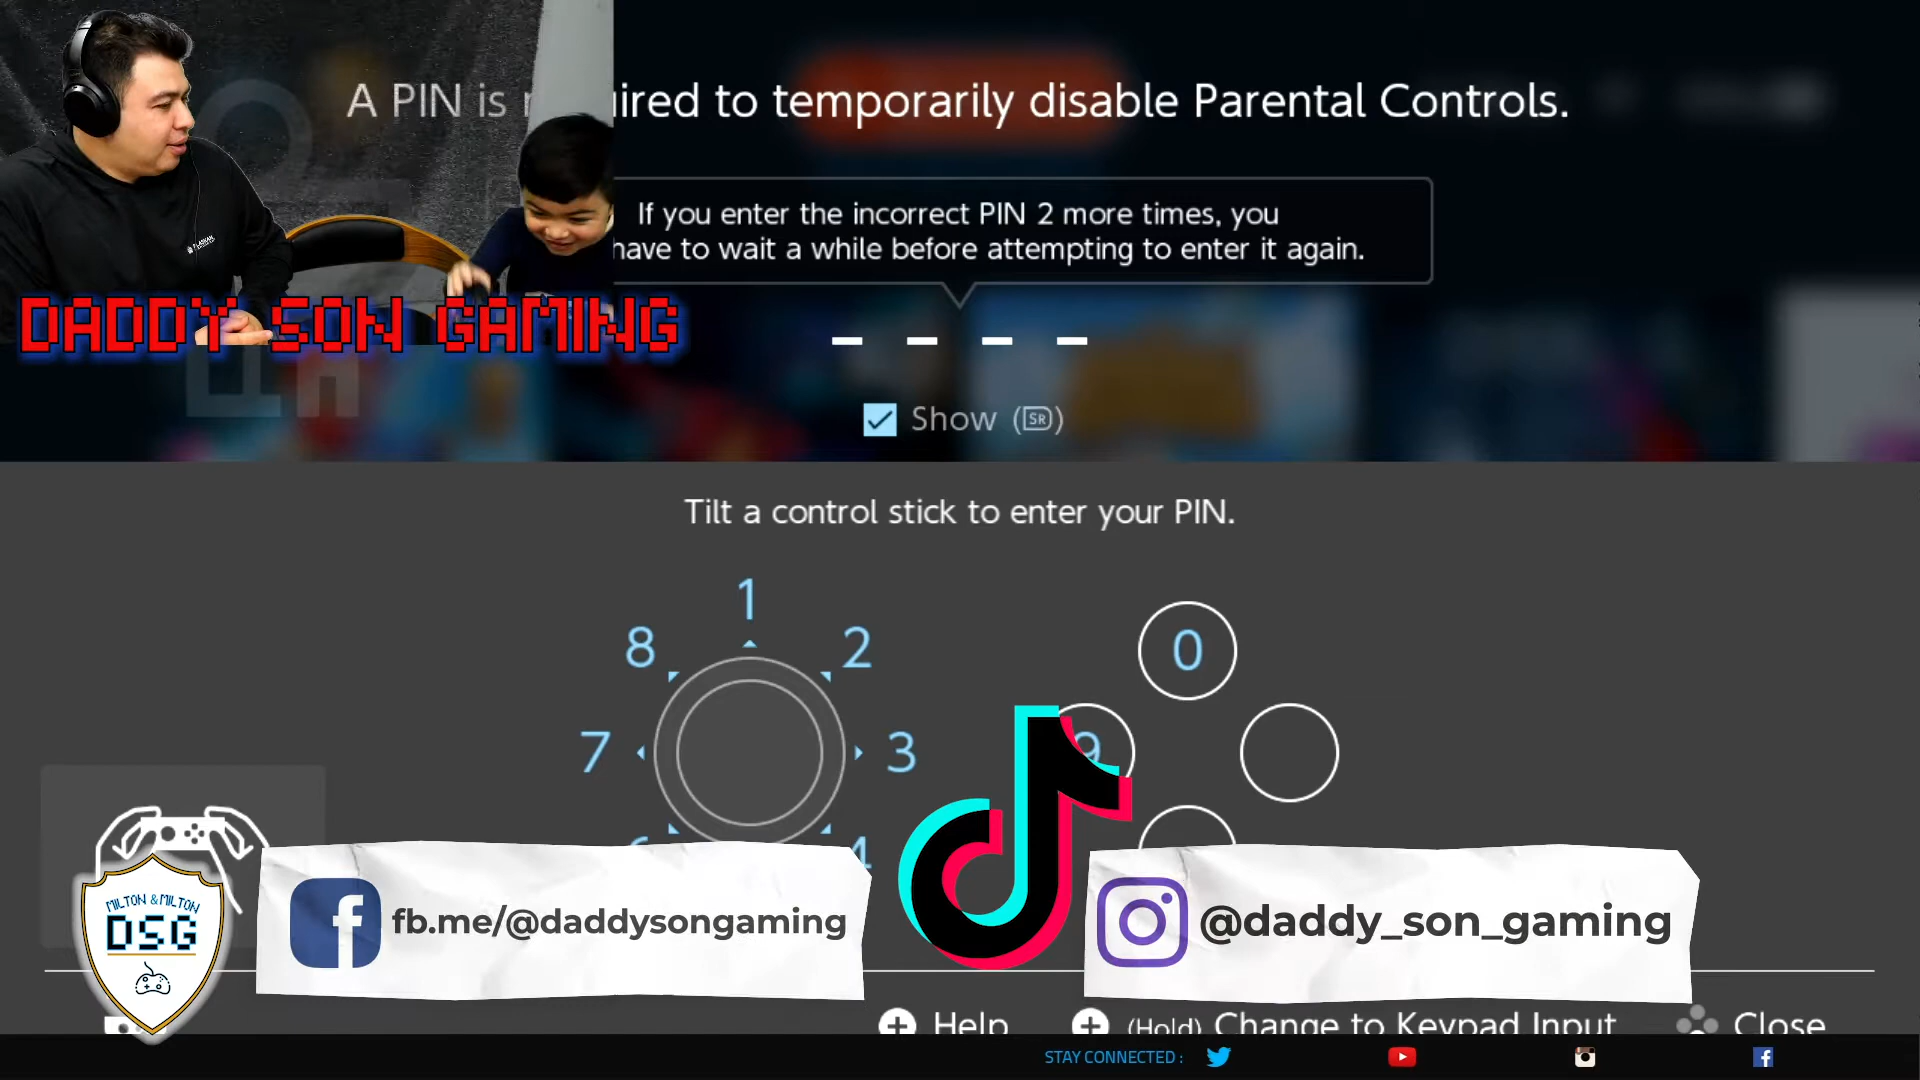 A PIN is ired to temporarily disable Parental Controls.
If you enter the incorrect PIN 2 more times, you
have to wait a while before attempting to enter it again.
DADDY SON GAMING
Show (SR)
Tilt a control stick to enter your PIN.
1
8 2
0
7 3
9
4
MILTON & MILTON
DSG
fb.me/@daddysongaming
@daddy_son_gaming
Help
(Hold) Change to Keypad Input
Close
STAY CONNECTED :